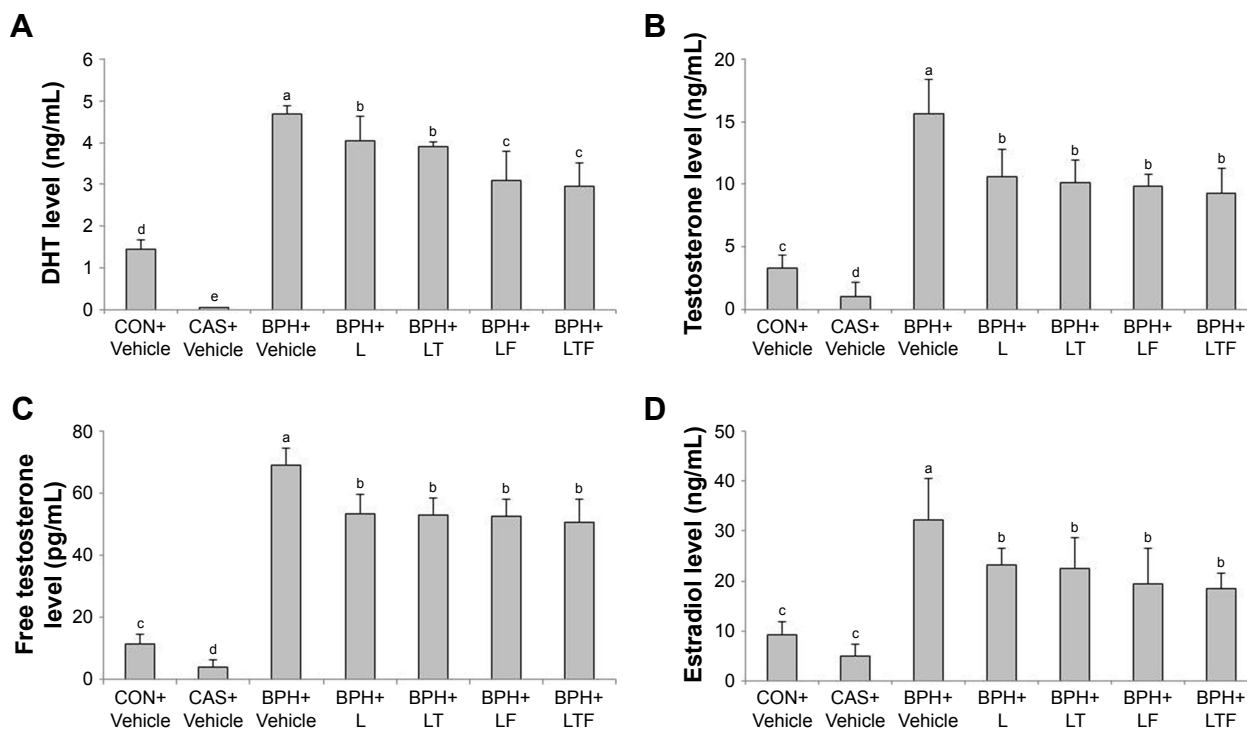 A
DHT level (ng/mL)
6
5
4
3
2
1
0
a
b
b
c
c
d
e
CON+ CAS+ BPH+ BPH+ BPH+ BPH+ BPH+
Vehicle Vehicle Vehicle L LT LF LTF
B
Testosterone level (ng/mL)
20
15
10
5
0
a
b
b
b
b
c
d
CON+ CAS+ BPH+ BPH+ BPH+ BPH+ BPH+
Vehicle Vehicle Vehicle L LT LF LTF
C
Free testosterone
level (pg/mL)
80
60
40
20
0
a
b
b
b
b
c
d
CON+ CAS+ BPH+ BPH+ BPH+ BPH+ BPH+
Vehicle Vehicle Vehicle L LT LF LTF
D
Estradiol level (ng/mL)
50
40
30
20
10
0
a
b
b
b
b
c
c
CON+ CAS+ BPH+ BPH+ BPH+ BPH+ BPH+
Vehicle Vehicle Vehicle L LT LF LTF